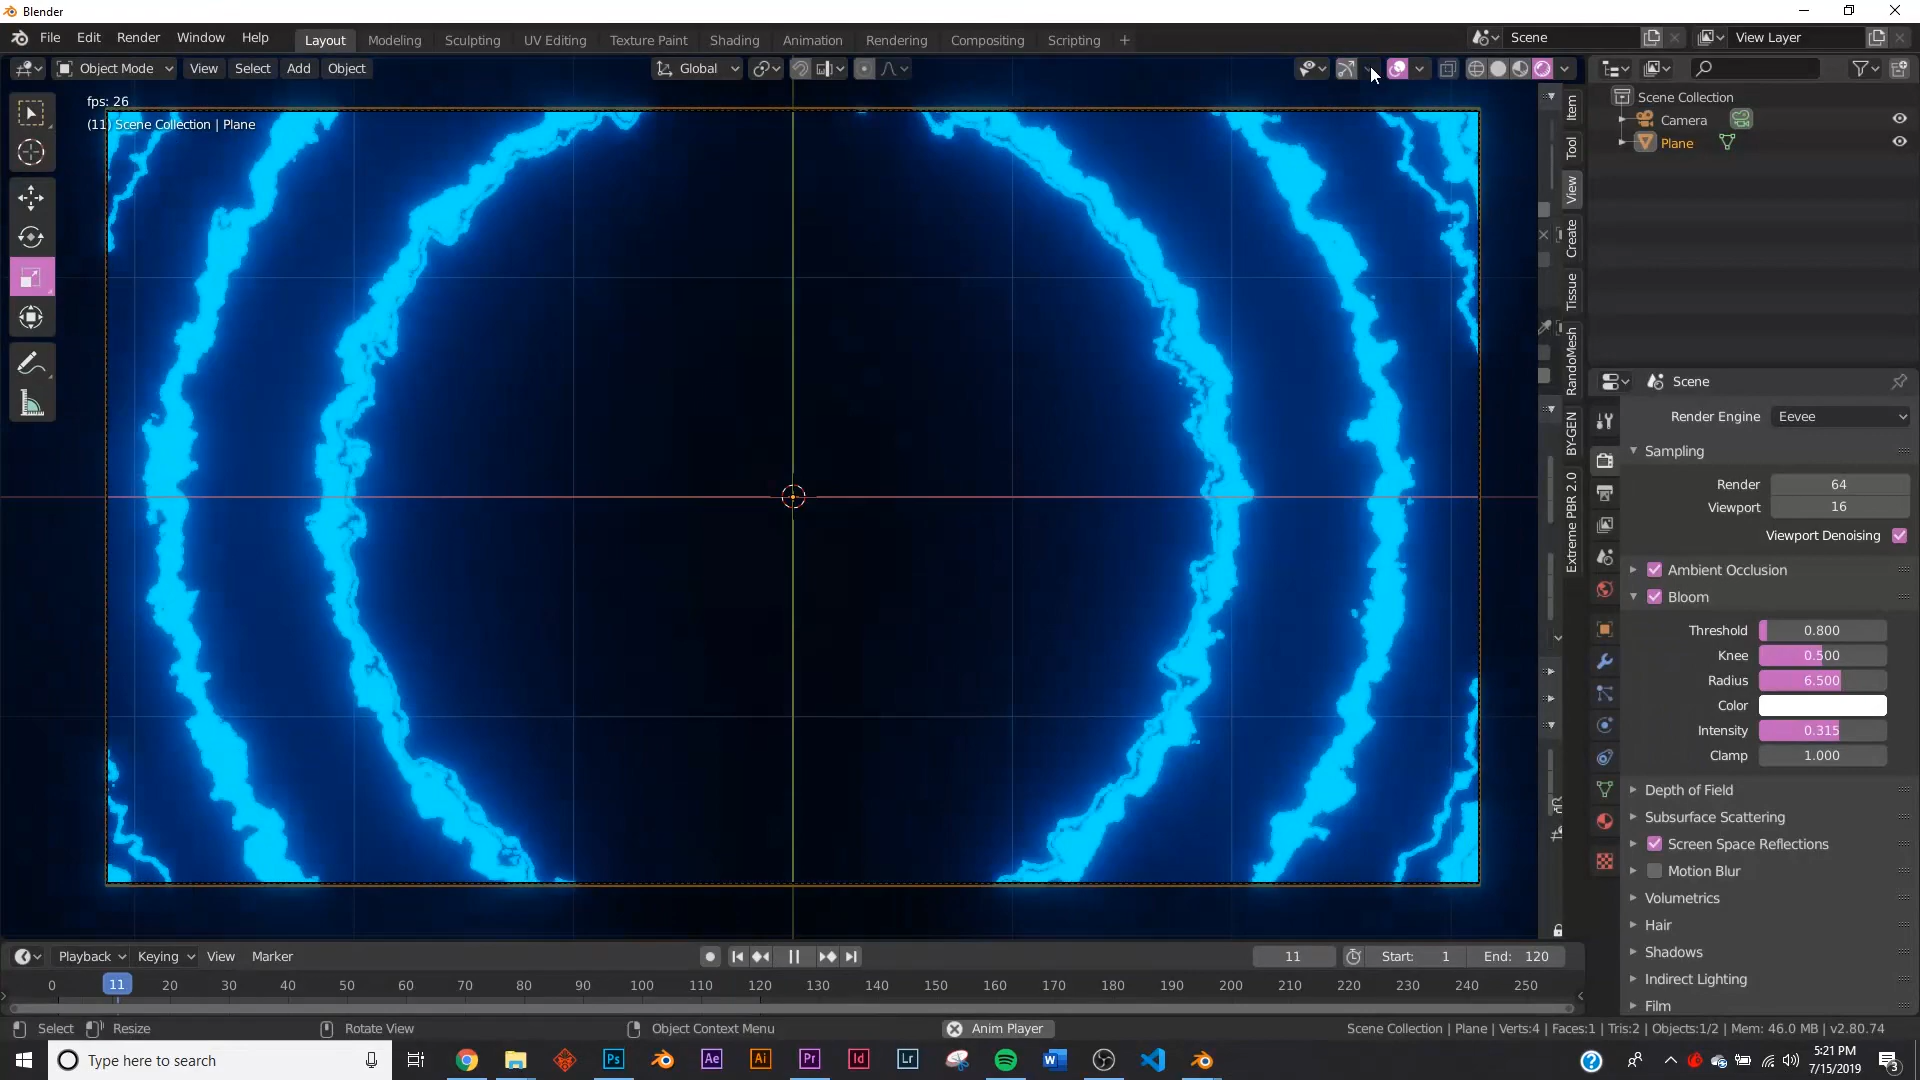 Blender
File Edit Render Window Help Layout Modeling Sculpting UV Editing Texture Paint Shading Animation Rendering Compositing Scripting + Scene View Layer
Object Mode View Select Add Object Global
fps: 26
(11) Scene Collection | Plane
Item
Tool
View
Create
Tissue
RandoMesh
BY-GEN
Extreme PBR 2.0
Scene Collection
Camera
Plane
Scene
Render Engine Eevee
Sampling
Render 64
Viewport 16
Viewport Denoising
Ambient Occlusion
Bloom
Threshold 0.800
Knee 0.500
Radius 6.500
Color
Intensity 0.315
Clamp 1.000
Depth of Field
Subsurface Scattering
Screen Space Reflections
Motion Blur
Volumetrics
Hair
Shadows
Indirect Lighting
Film
Playback Keying View Marker 11 Start: 1 End: 120
0 11 20 30 40 50 60 70 80 90 100 110 120 130 140 150 160 170 180 190 200 210 220 230 240 250
Select Resize Rotate View Object Context Menu Anim Player Scene Collection | Plane | Verts:4 | Faces:1 | Tris:2 | Objects:1/2 | Mem: 46.0 MB | v2.80.74
Type here to search Ps Ae Ai Pr Id Lr 5:21 PM
7/15/2019 3